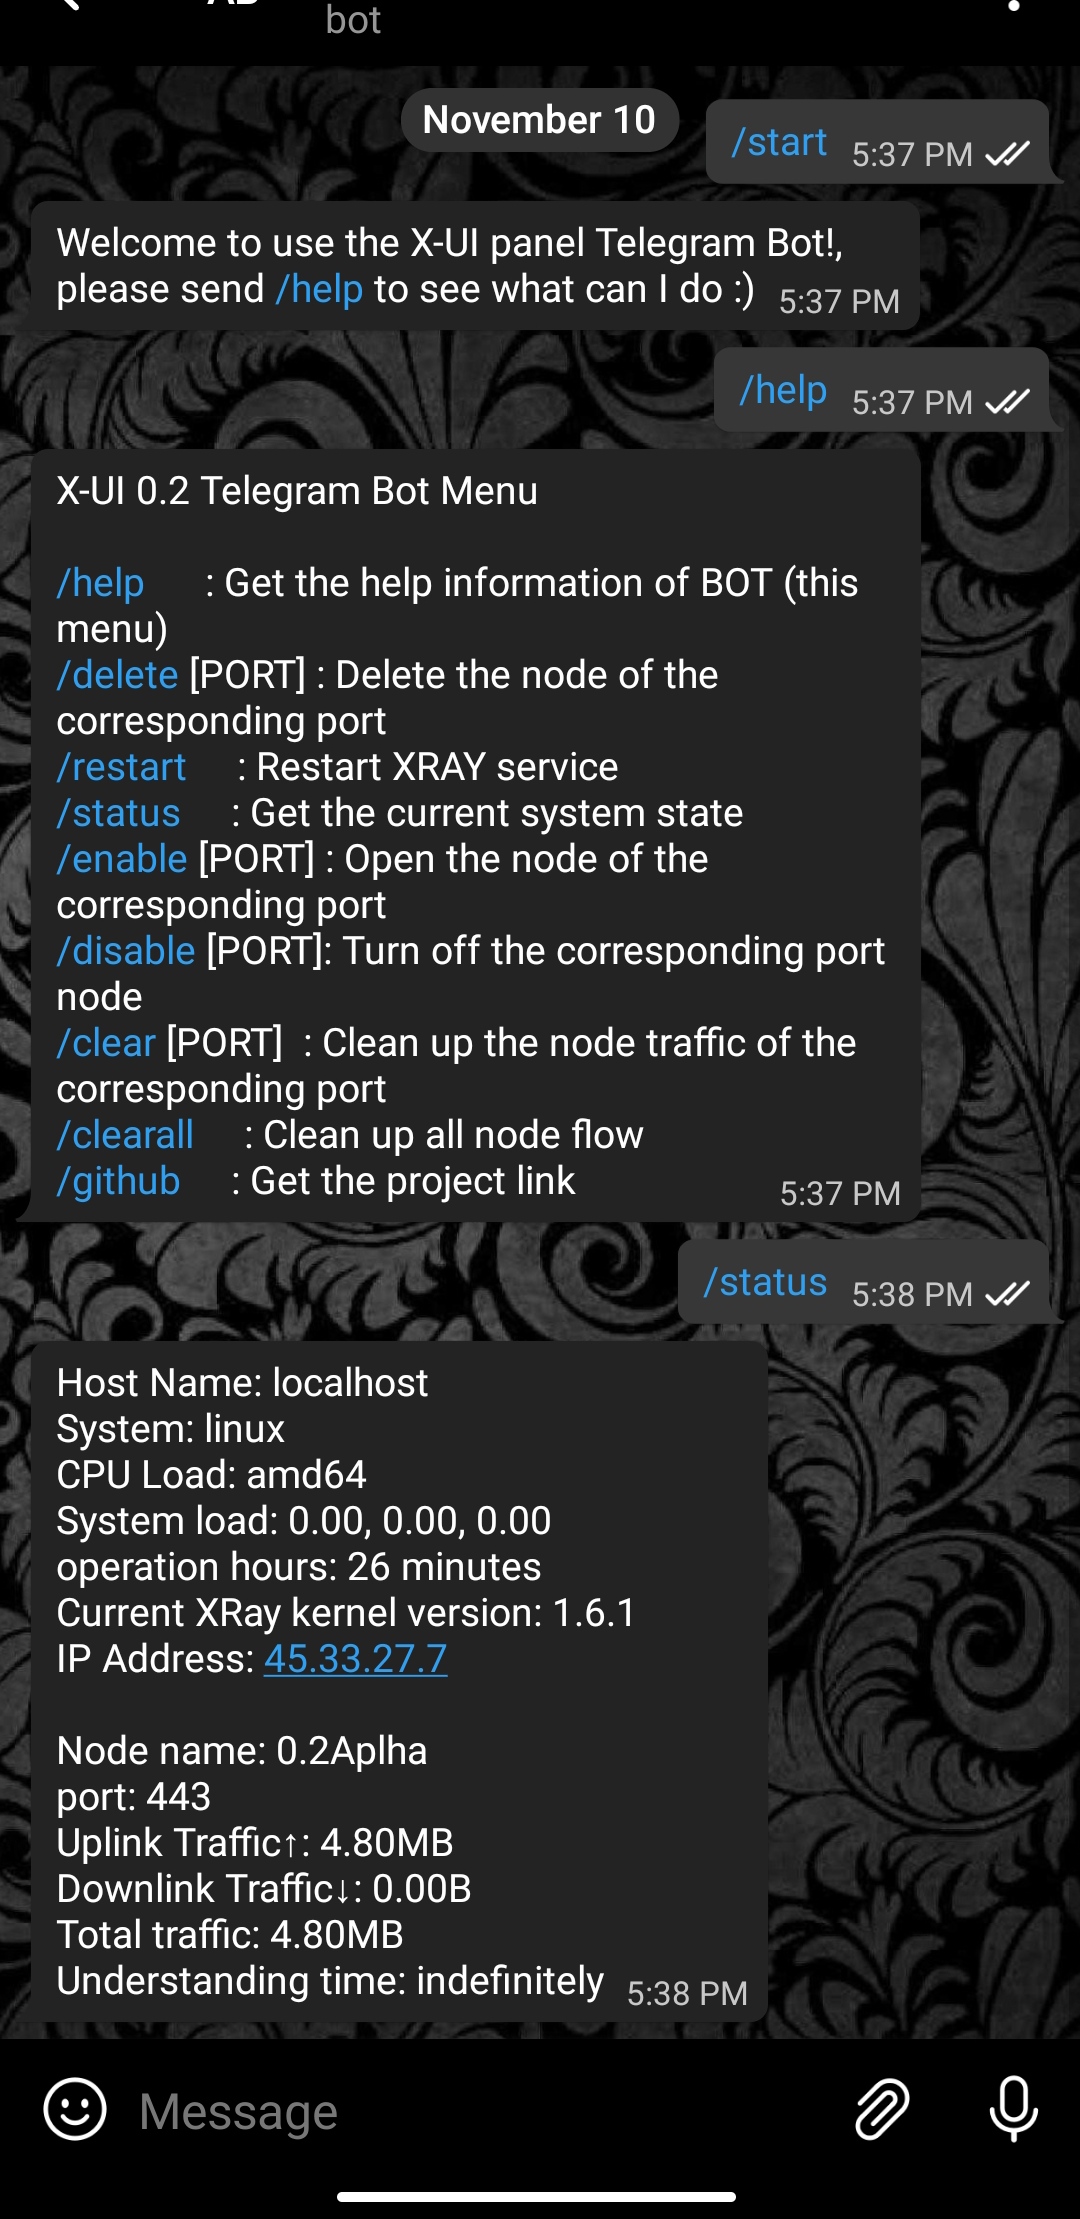 bot
November 10
/start 5:37 PM
Welcome to use the X-UI panel Telegram Bot!,
please send /help to see what can I do :) 5:37 PM
/help 5:37 PM
X-UI 0.2 Telegram Bot Menu
/help : Get the help information of BOT (this
menu)
/delete [PORT] : Delete the node of the
corresponding port
/restart : Restart XRAY service
/status : Get the current system state
/enable [PORT] : Open the node of the
corresponding port
/disable [PORT]: Turn off the corresponding port
node
/clear [PORT] : Clean up the node traffic of the
corresponding port
/clearall : Clean up all node flow
/github : Get the project link 5:37 PM
/status 5:38 PM
Host Name: localhost
System: linux
CPU Load: amd64
System load: 0.00, 0.00, 0.00
operation hours: 26 minutes
Current XRay kernel version: 1.6.1
IP Address: 45.33.27.7
Node name: 0.2Aplha
port: 443
Uplink Traffic↑: 4.80MB
Downlink Traffic↓: 0.00B
Total traffic: 4.80MB
Understanding time: indefinitely 5:38 PM
Message